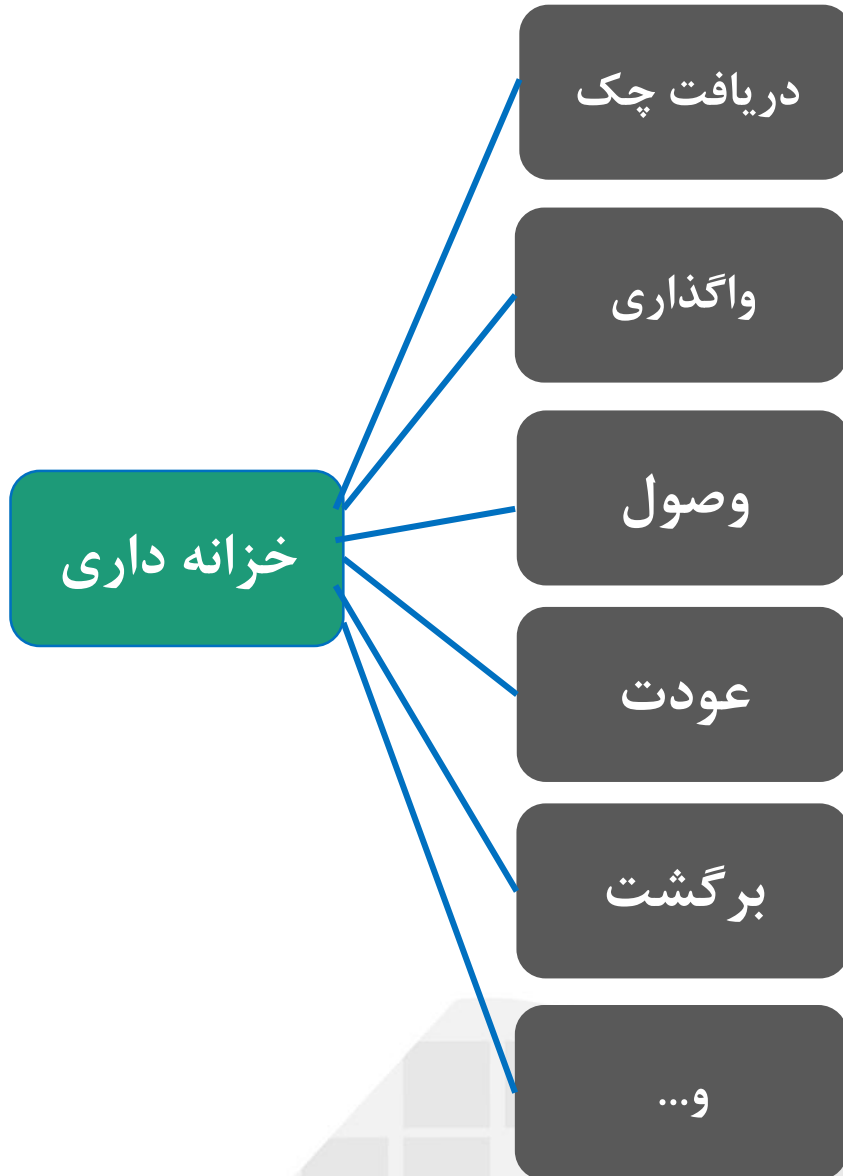 خزانه داری
دریافت چک
واگذاری
وصول
عودت
برگشت
و...